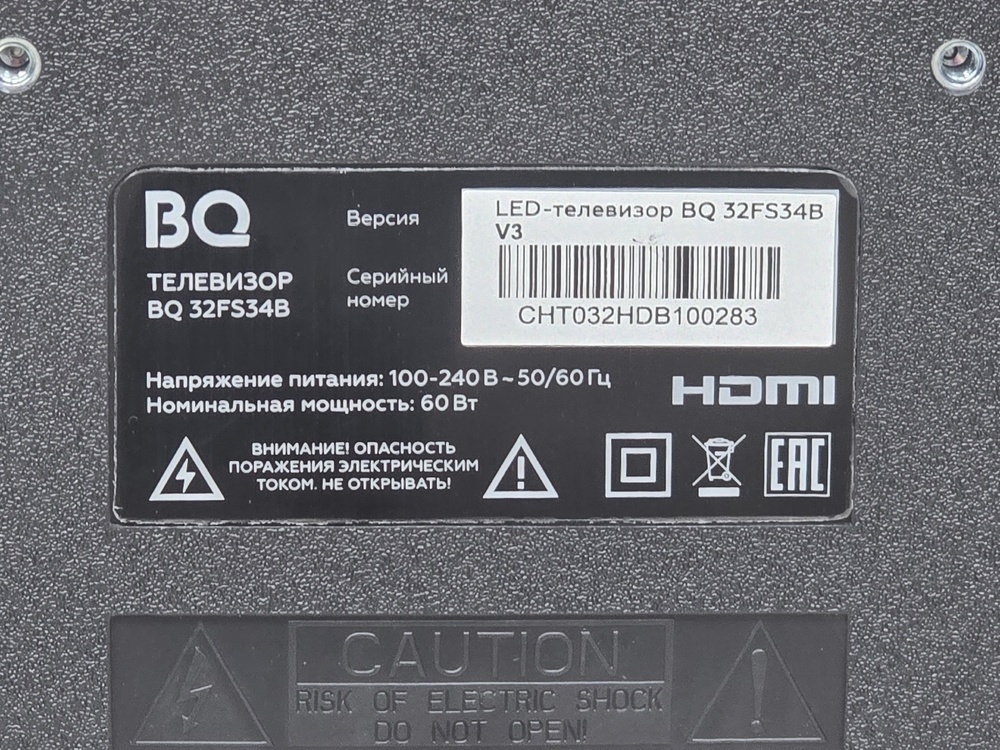 BQ
ТЕЛЕВИЗОР
BQ 32FS34B
Версия
Серийный
номер
LED-телевизор BQ 32FS34B
V3
CHT032HDB100283
Напряжение питания: 100-240 В ~ 50/60 Гц
Номинальная мощность: 60 Вт
HDMI
ВНИМАНИЕ! ОПАСНОСТЬ
ПОРАЖЕНИЯ ЭЛЕКТРИЧЕСКИМ
ТОКОМ. НЕ ОТКРЫВАТЬ!
EAC
CAUTION
RISK OF ELECTRIC SHOCK
DO NOT OPEN!